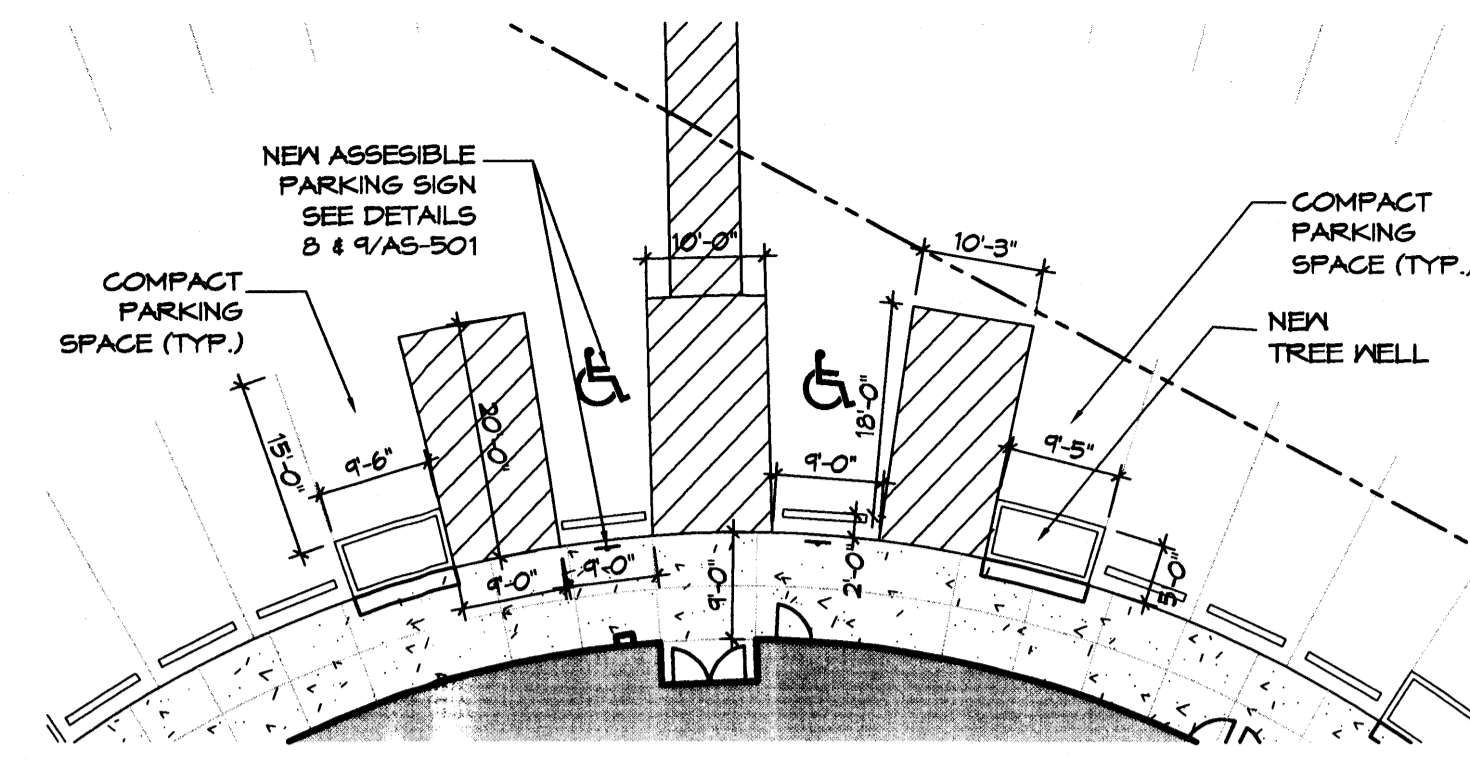 NEW ASSESIBLE
PARKING SIGN
SEE DETAILS
8 & 9/AS-501
COMPACT
PARKING
SPACE (TYP.)
COMPACT
PARKING
SPACE (TYP.)
NEW
TREE WELL
10'-0"
10'-3"
20'-0"
18'-0"
15'-0"
9'-6"
9'-0"
9'-5"
9'-0"
9'-0"
9'-0"
2'-0"
5'-0"